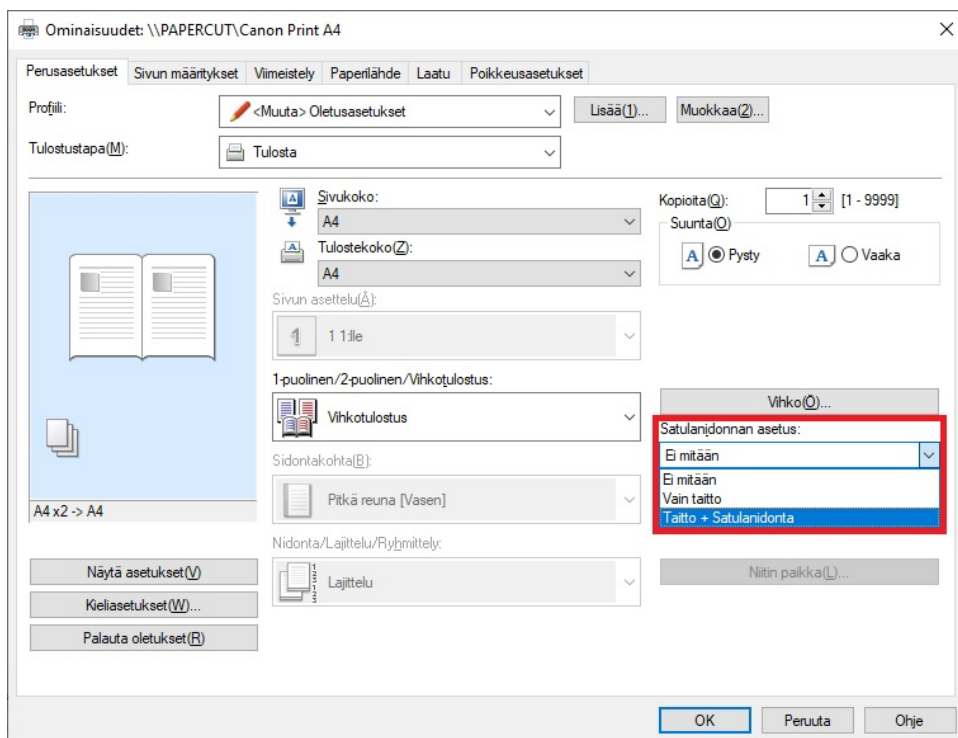 Ominaisuudet: \\PAPERCUT\Canon Print A4
Perusasetukset Sivun määritykset Viimeistely Paperilähde Laatu Poikkeusasetukset
Profiili: <Muuta> Oletusasetukset Lisää(1)... Muokkaa(2)...
Tulostustapa(M): Tulosta
Sivukoko:
A4
Tulostekoko(Z):
A4
Kopioita(Q): 1 [1 - 9999]
Suunta(O)
A Pysty A Vaaka
Sivun asettelu(Å):
1 1 1:lle
1-puolinen/2-puolinen/Vihkotulostus:
Vihkotulostus
Vihko(Ö)...
Satulanidonnan asetus:
Ei mitään
Ei mitään
Vain taitto
Taitto + Satulanidonta
Sidontakohta(B):
Pitkä reuna [Vasen]
A4 x2 -> A4
Nidonta/Lajittelu/Ryhmittely:
Lajittelu
Niitin paikka(L)...
Näytä asetukset(V)
Kieliasetukset(W)...
Palauta oletukset(R)
OK Peruuta Ohje